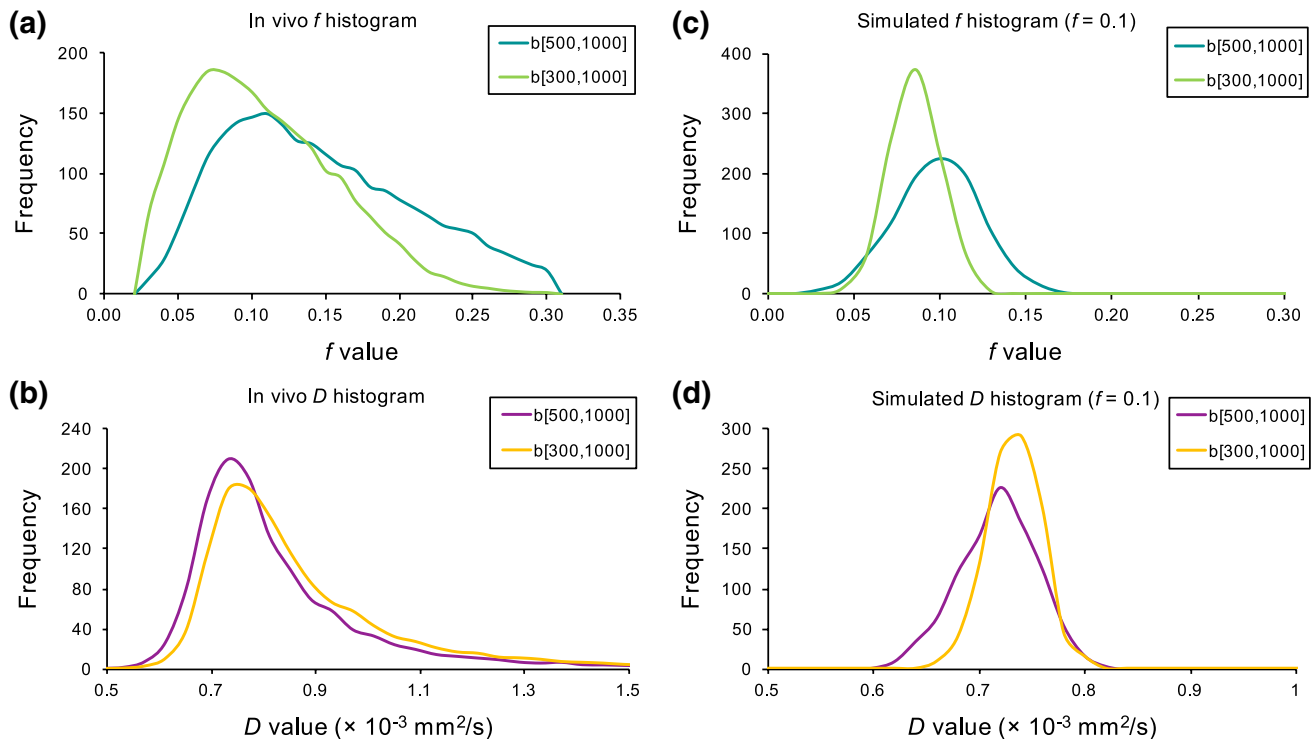 (a)
In vivo f histogram
b[500,1000]
b[300,1000]
Frequency
200
150
100
50
0
0.00 0.05 0.10 0.15 0.20 0.25 0.30 0.35
f value
(c)
Simulated f histogram (f = 0.1)
b[500,1000]
b[300,1000]
Frequency
400
300
200
100
0
0.00 0.05 0.10 0.15 0.20 0.25 0.30
f value
(b)
In vivo D histogram
b[500,1000]
b[300,1000]
Frequency
240
200
160
120
80
40
0
0.5 0.7 0.9 1.1 1.3 1.5
D value (× 10⁻³ mm²/s)
(d)
Simulated D histogram (f = 0.1)
b[500,1000]
b[300,1000]
Frequency
300
250
200
150
100
50
0
0.5 0.6 0.7 0.8 0.9 1
D value (× 10⁻³ mm²/s)